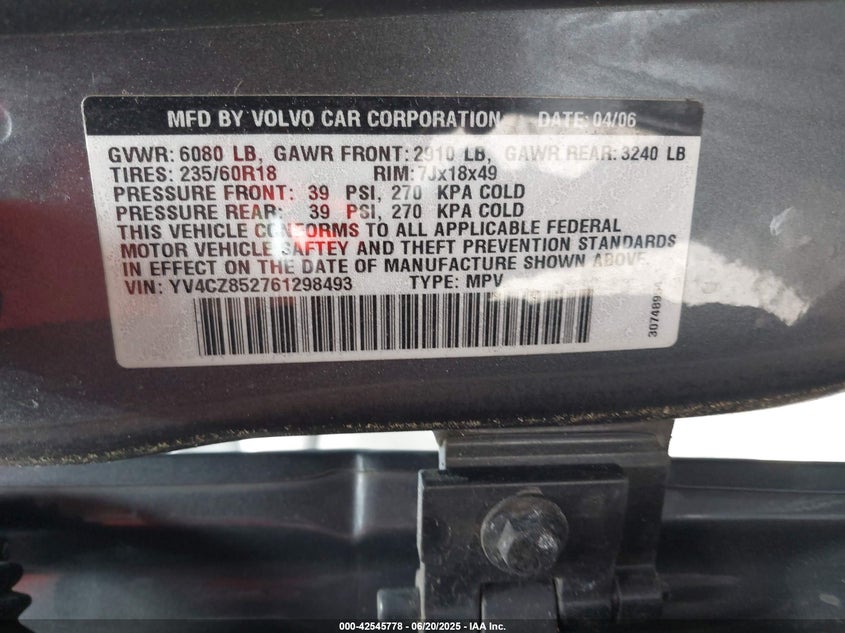 MFD BY VOLVO CAR CORPORATION DATE: 04/06
GVWR: 6080 LB, GAWR FRONT: 2910 LB, GAWR REAR: 3240 LB
TIRES: 235/60R18 RIM: 7Jx18x49
PRESSURE FRONT: 39 PSI, 270 KPA COLD
PRESSURE REAR: 39 PSI, 270 KPA COLD
THIS VEHICLE CONFORMS TO ALL APPLICABLE FEDERAL
MOTOR VEHICLE SAFTEY AND THEFT PREVENTION STANDARDS
IN EFFECT ON THE DATE OF MANUFACTURE SHOWN ABOVE.
VIN: YV4CZ852761298493 TYPE: MPV
000-42545778 - 06/20/2025 - IAA Inc.